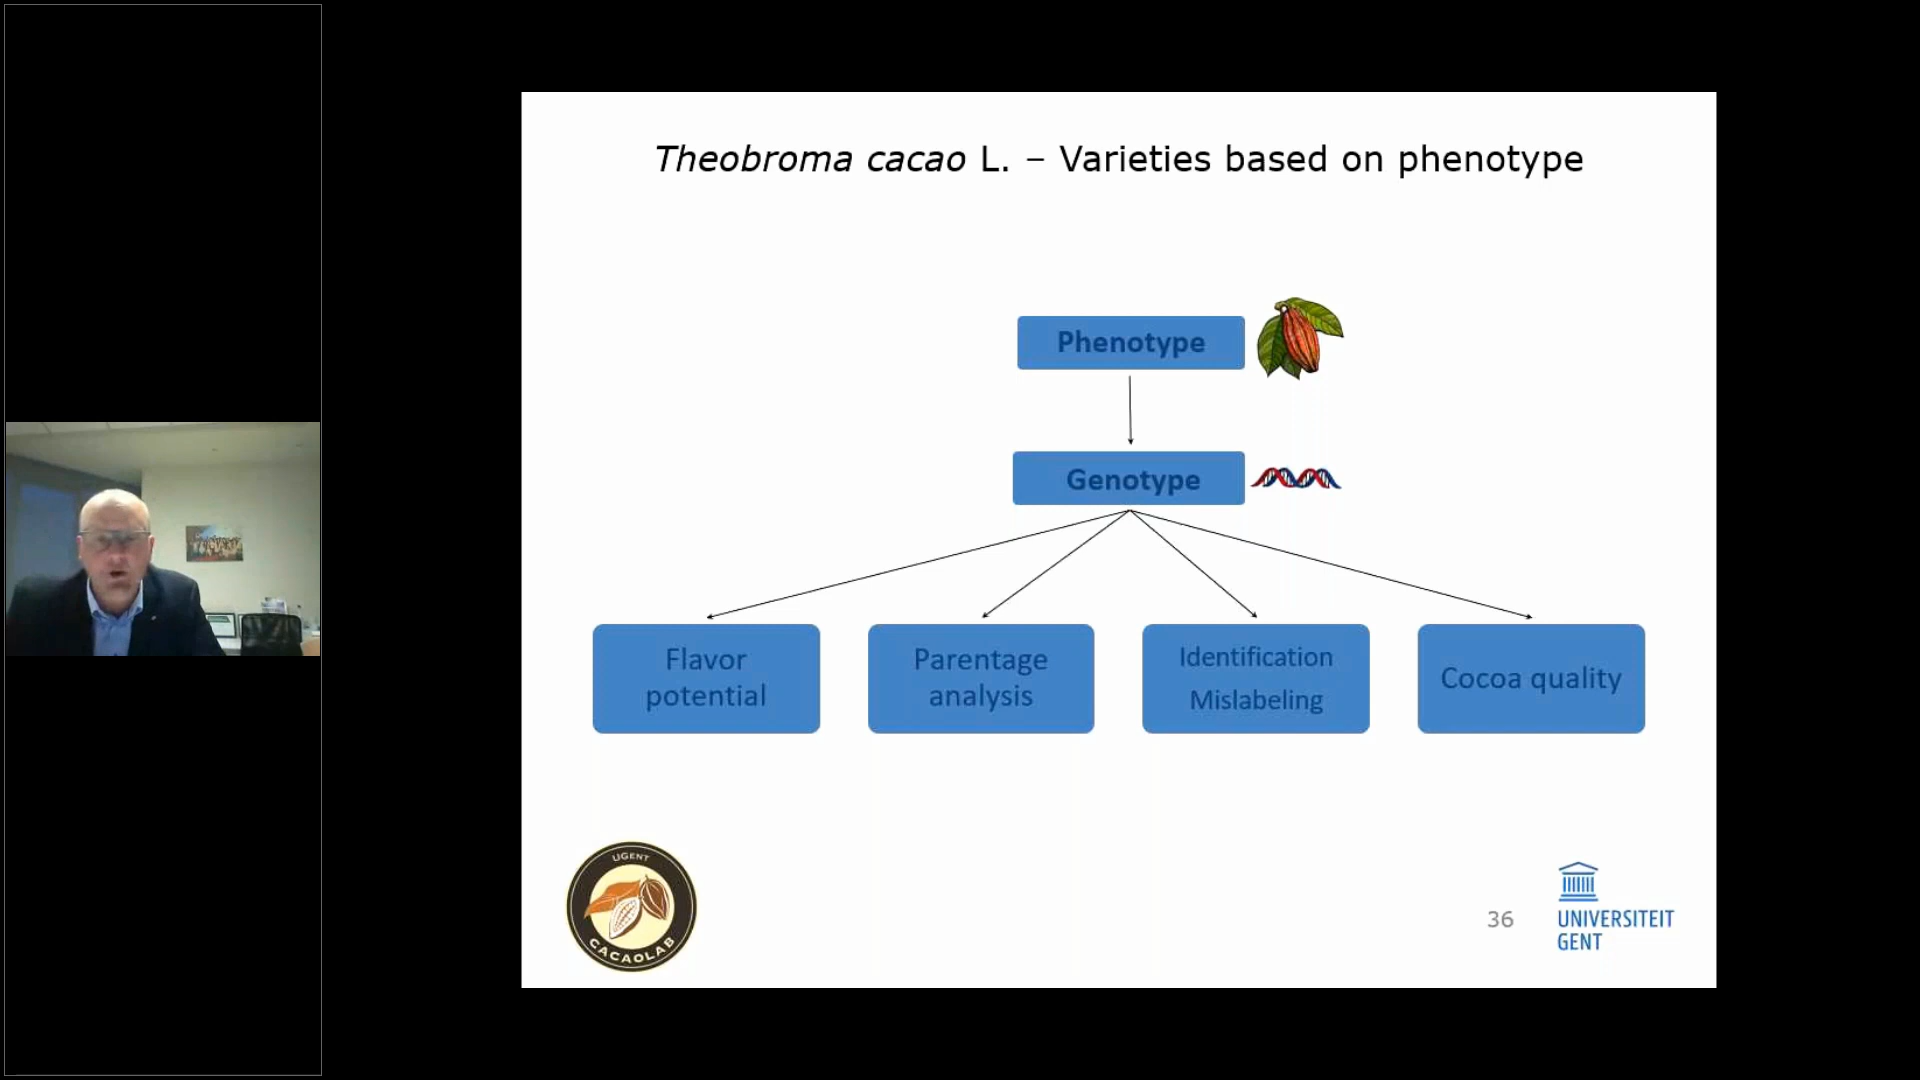 Theobroma cacao L. – Varieties based on phenotype
Phenotype
Genotype
Flavor
potential
Parentage
analysis
Identification
Mislabeling
Cocoa quality
UGENT
CACAOLAB
36
UNIVERSITEIT
GENT